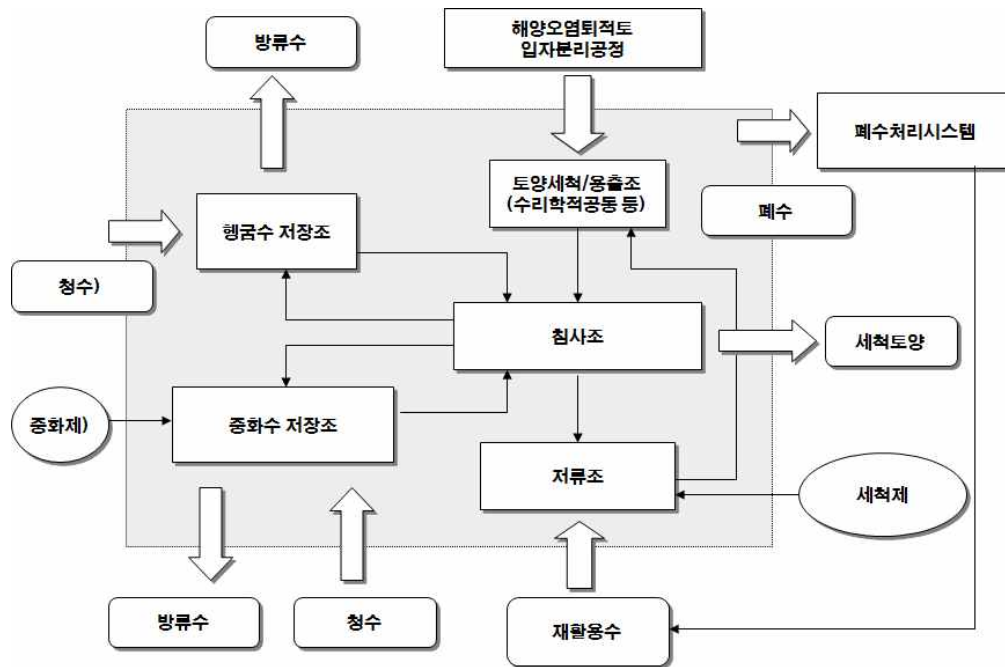 방류수
해양오염퇴적토
입자분리공정
폐수처리시스템
토양세척/용출조
(수리학적공동 등)
폐수
헹굼수 저장조
청수)
침사조
세척토양
중화제)
중화수 저장조
저류조
세척제
방류수
청수
재활용수